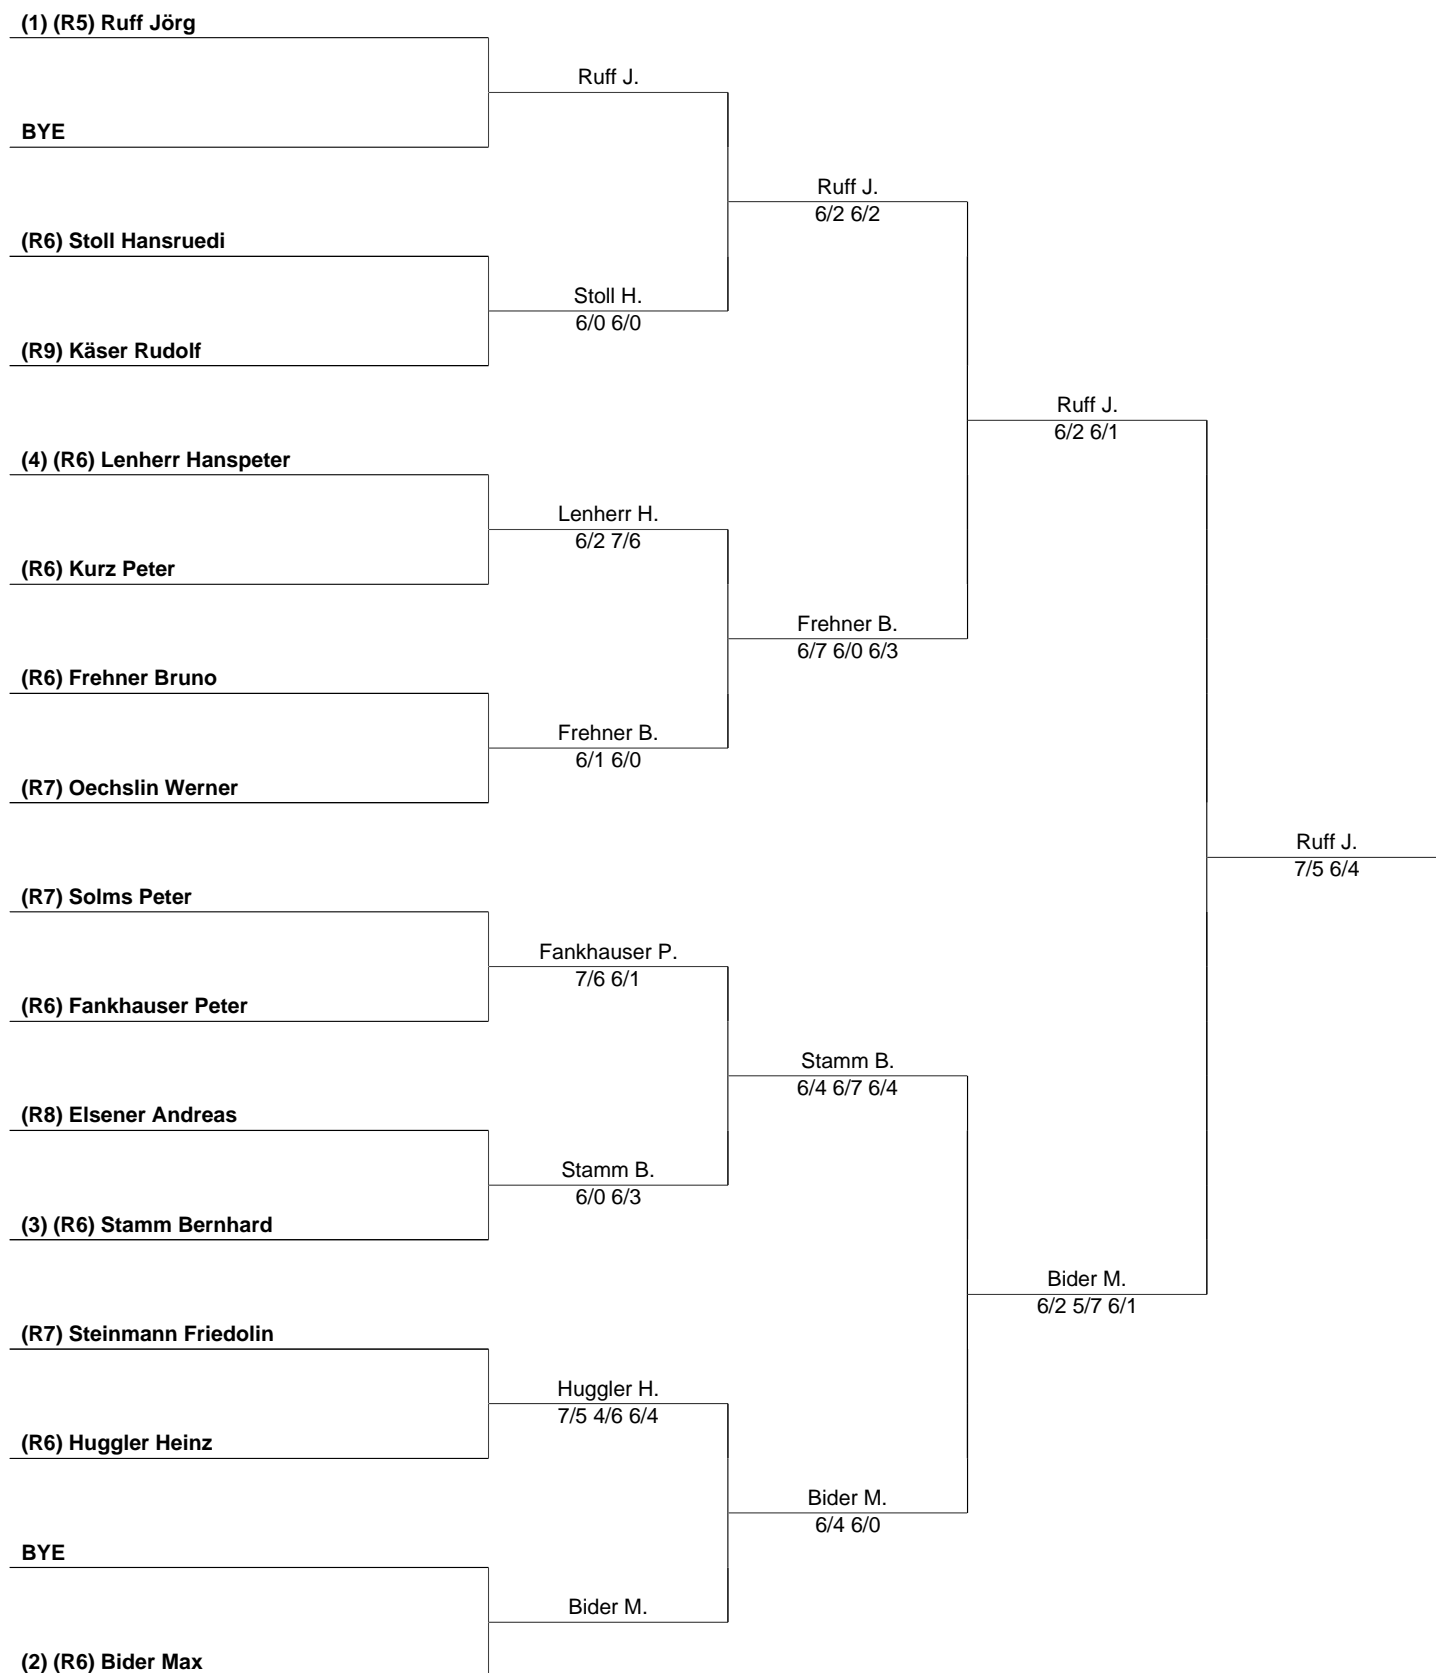 (1) (R5) Ruff Jörg
Ruff J.
BYE
Ruff J.
6/2 6/2
(R6) Stoll Hansruedi
Stoll H.
6/0 6/0
(R9) Käser Rudolf
Ruff J.
6/2 6/1
(4) (R6) Lenherr Hanspeter
Lenherr H.
6/2 7/6
(R6) Kurz Peter
Frehner B.
6/7 6/0 6/3
(R6) Frehner Bruno
Frehner B.
6/1 6/0
(R7) Oechslin Werner
Ruff J.
7/5 6/4
(R7) Solms Peter
Fankhauser P.
7/6 6/1
(R6) Fankhauser Peter
Stamm B.
6/4 6/7 6/4
(R8) Elsener Andreas
Stamm B.
6/0 6/3
(3) (R6) Stamm Bernhard
Bider M.
6/2 5/7 6/1
(R7) Steinmann Friedolin
Huggler H.
7/5 4/6 6/4
(R6) Huggler Heinz
Bider M.
6/4 6/0
BYE
Bider M.
(2) (R6) Bider Max